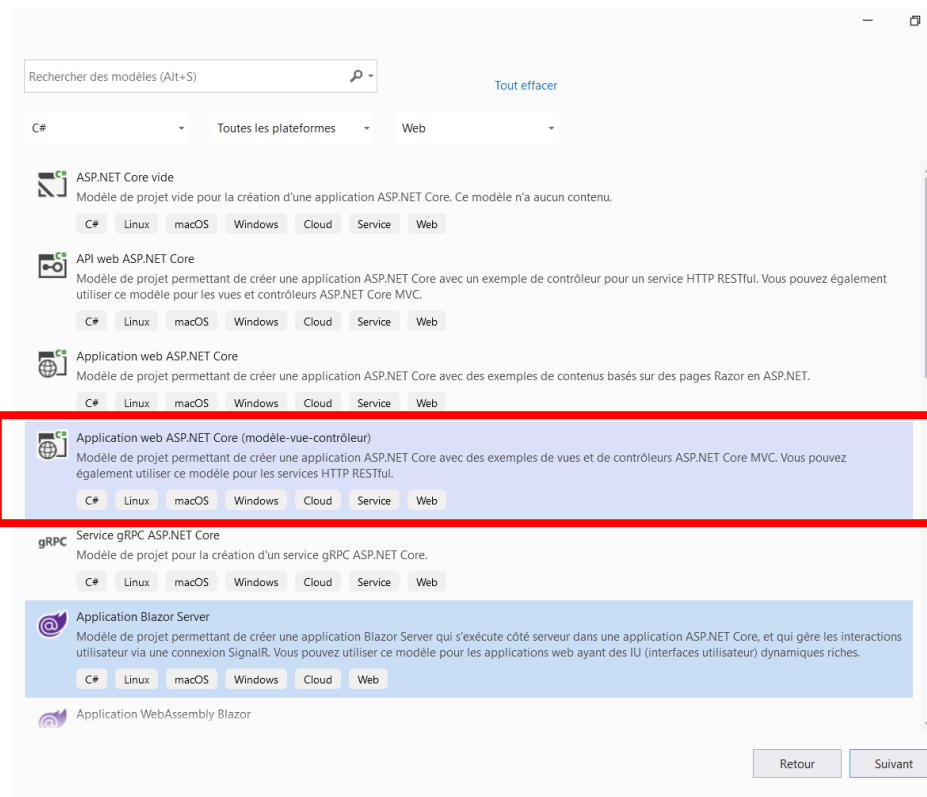 Rechercher des modèles (Alt+S)
Tout effacer
C# Toutes les plateformes Web
ASP.NET Core vide
Modèle de projet vide pour la création d'une application ASP.NET Core. Ce modèle n'a aucun contenu.
C# Linux macOS Windows Cloud Service Web
API web ASP.NET Core
Modèle de projet permettant de créer une application ASP.NET Core avec un exemple de contrôleur pour un service HTTP RESTful. Vous pouvez également
utiliser ce modèle pour les vues et contrôleurs ASP.NET Core MVC.
C# Linux macOS Windows Cloud Service Web
Application web ASP.NET Core
Modèle de projet permettant de créer une application ASP.NET Core avec des exemples de contenus basés sur des pages Razor en ASP.NET.
C# Linux macOS Windows Cloud Service Web
Application web ASP.NET Core (modèle-vue-contrôleur)
Modèle de projet permettant de créer une application ASP.NET Core avec des exemples de vues et de contrôleurs ASP.NET Core MVC. Vous pouvez
également utiliser ce modèle pour les services HTTP RESTful.
C# Linux macOS Windows Cloud Service Web
gRPC Service gRPC ASP.NET Core
Modèle de projet pour la création d'un service gRPC ASP.NET Core.
C# Linux macOS Windows Cloud Service Web
Application Blazor Server
Modèle de projet permettant de créer une application Blazor Server qui s'exécute côté serveur dans une application ASP.NET Core, et qui gère les interactions
utilisateur via une connexion SignalR. Vous pouvez utiliser ce modèle pour les applications web ayant des IU (interfaces utilisateur) dynamiques riches.
C# Linux macOS Windows Cloud Web
Application WebAssembly Blazor
Retour Suivant